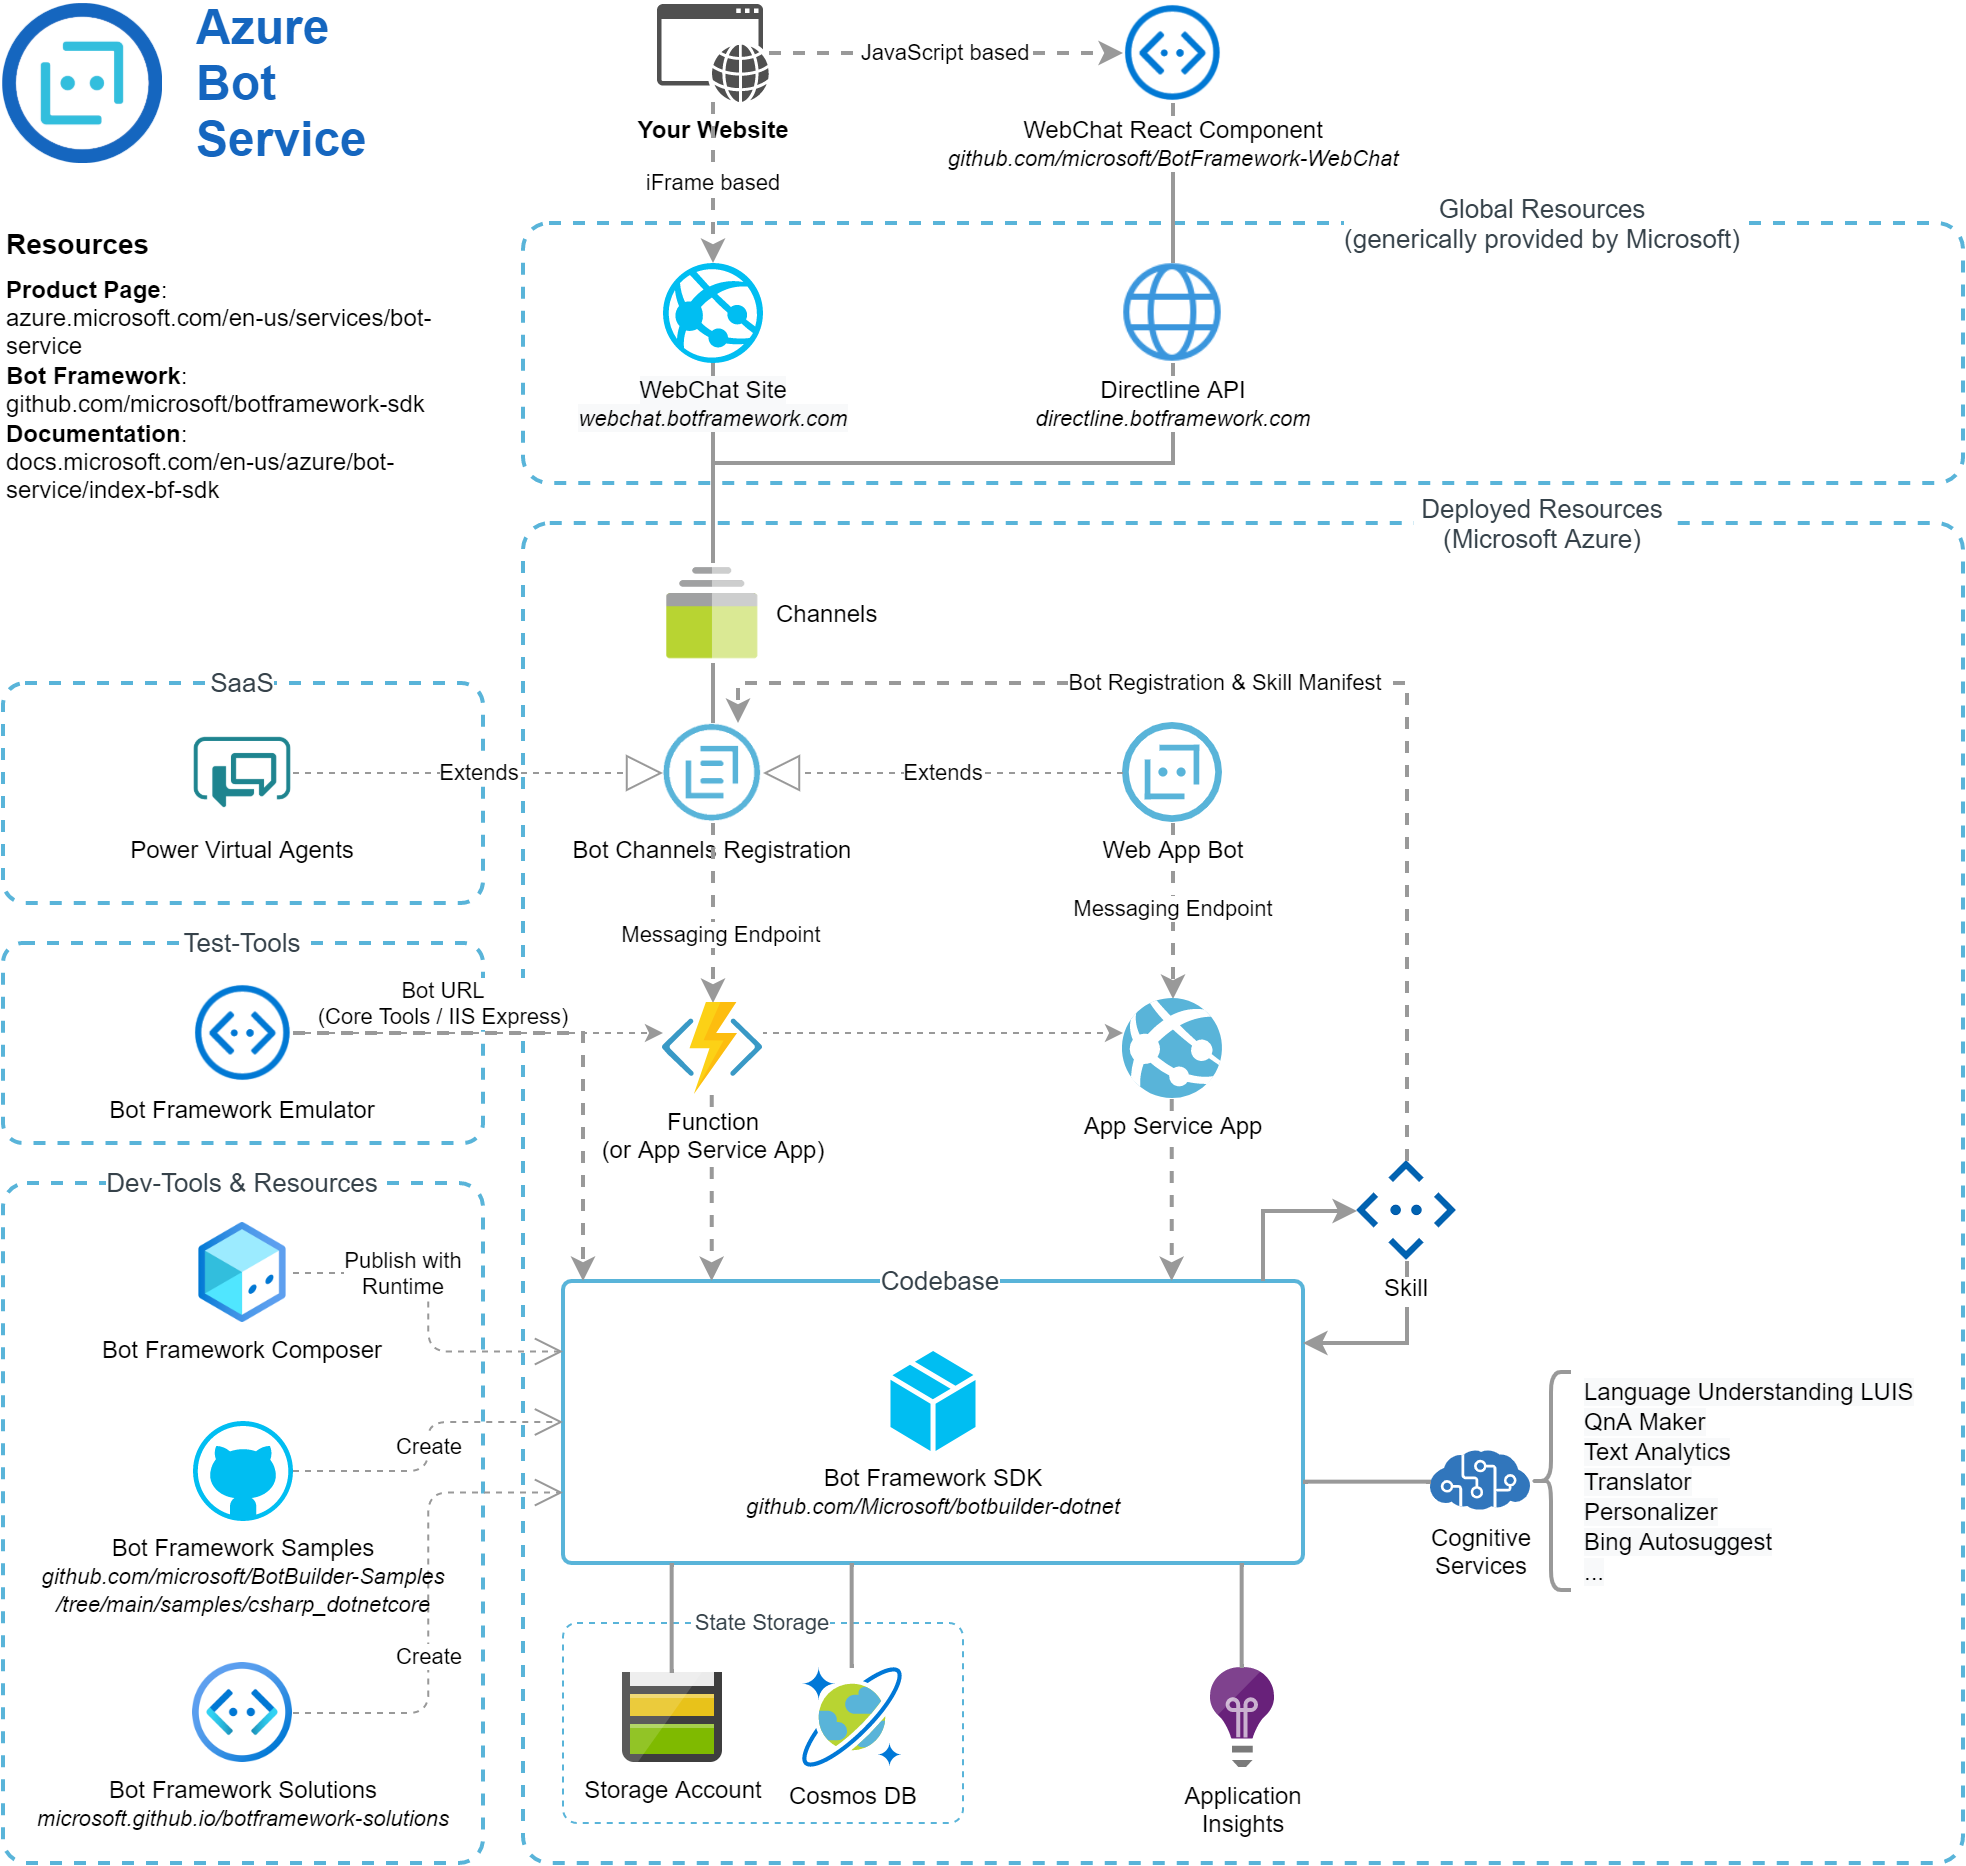 Azure
Bot
Service
Resources
Product Page:
azure.microsoft.com/en-us/services/bot-
service
Bot Framework:
github.com/microsoft/botframework-sdk
Documentation:
docs.microsoft.com/en-us/azure/bot-
service/index-bf-sdk
JavaScript based
Your Website
WebChat React Component
github.com/microsoft/BotFramework-WebChat
iFrame based
Global Resources
(generically provided by Microsoft)
WebChat Site
webchat.botframework.com
Directline API
directline.botframework.com
Deployed Resources
(Microsoft Azure)
Channels
Bot Registration & Skill Manifest
SaaS
Extends
Extends
Power Virtual Agents
Bot Channels Registration
Web App Bot
Messaging Endpoint
Messaging Endpoint
Test-Tools
Bot URL
(Core Tools / IIS Express)
Bot Framework Emulator
Function
(or App Service App)
App Service App
Dev-Tools & Resources
Publish with
Runtime
Bot Framework Composer
Create
Bot Framework Samples
github.com/microsoft/BotBuilder-Samples
/tree/main/samples/csharp_dotnetcore
Create
Bot Framework Solutions
microsoft.github.io/botframework-solutions
Codebase
Skill
Bot Framework SDK
github.com/Microsoft/botbuilder-dotnet
Cognitive
Services
Language Understanding LUIS
QnA Maker
Text Analytics
Translator
Personalizer
Bing Autosuggest
...
State Storage
Storage Account
Cosmos DB
Application
Insights